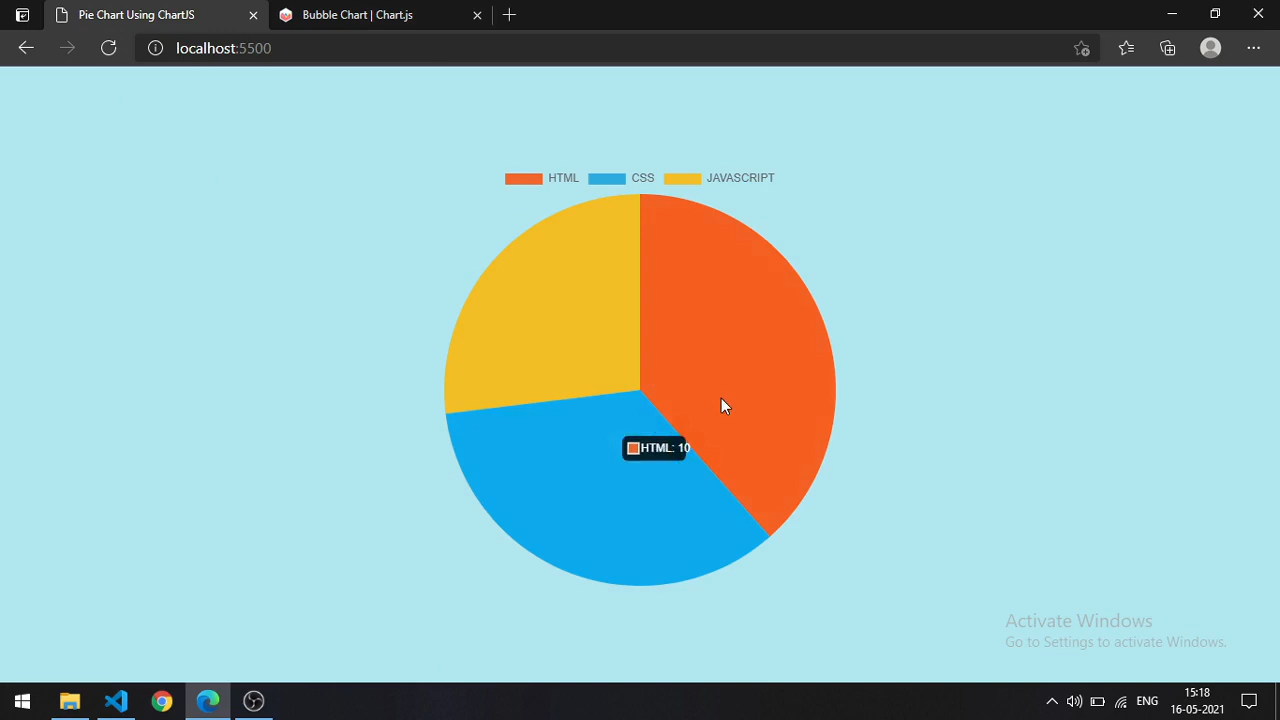 Pie Chart Using ChartJS
Bubble Chart | Chart.js
localhost:5500
HTML CSS JAVASCRIPT
HTML: 10
Activate Windows
Go to Settings to activate Windows.
ENG
15:18
16-05-2021